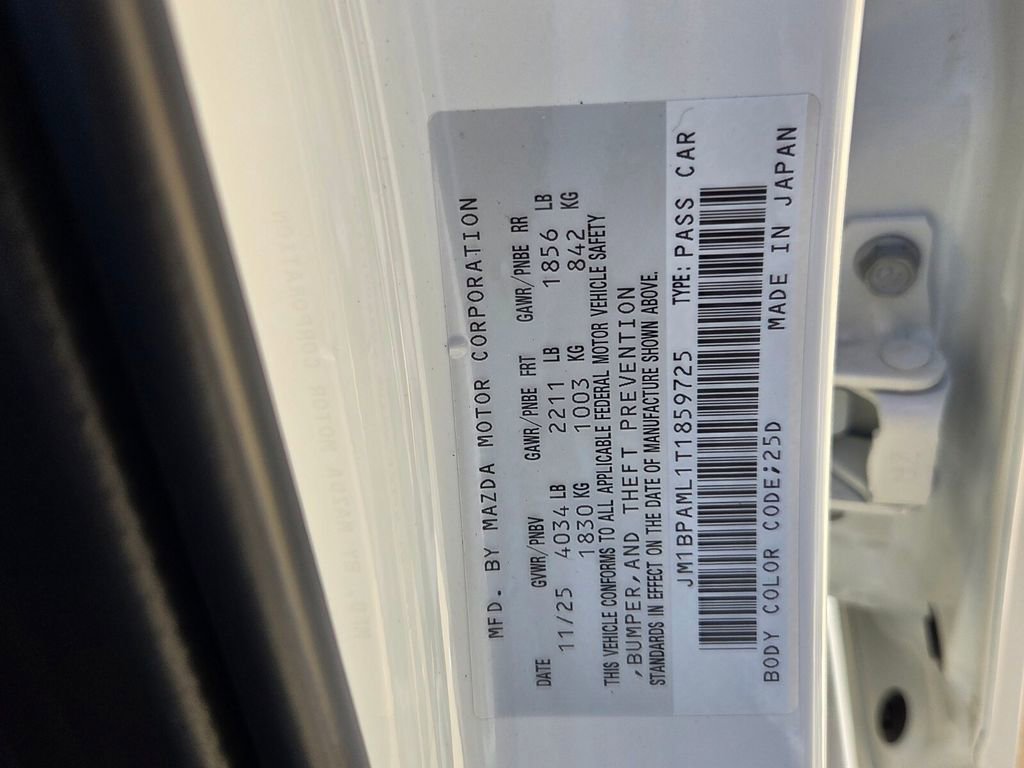 MFD. BY MAZDA MOTOR CORPORATION
DATE GVWR/PNBV GAWR/PNBE FRT GAWR/PNBE RR
11/25 4034 LB 2211 LB 1856 LB
1830 KG 1003 KG 842 KG
THIS VEHICLE CONFORMS TO ALL APPLICABLE FEDERAL MOTOR VEHICLE SAFETY
,BUMPER,AND THEFT PREVENTION
STANDARDS IN EFFECT ON THE DATE OF MANUFACTURE SHOWN ABOVE.
JM1BPAML1T1859725 TYPE: PASS CAR
BODY COLOR CODE;25D MADE IN JAPAN